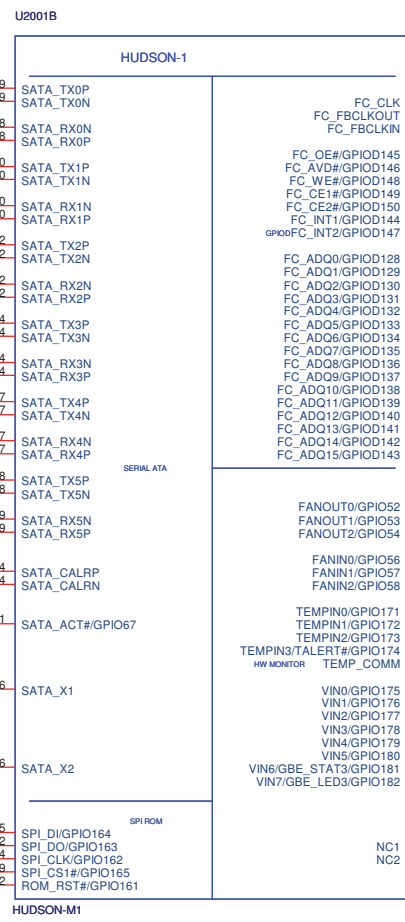 U2001B
HUDSON-1
SATA_TX0P
SATA_TX0N
SATA_RX0N
SATA_RX0P
SATA_TX1P
SATA_TX1N
SATA_RX1N
SATA_RX1P
SATA_TX2P
SATA_TX2N
SATA_RX2N
SATA_RX2P
SATA_TX3P
SATA_TX3N
SATA_RX3N
SATA_RX3P
SATA_TX4P
SATA_TX4N
SATA_RX4N
SATA_RX4P
SERIAL ATA
SATA_TX5P
SATA_TX5N
SATA_RX5N
SATA_RX5P
SATA_CALRP
SATA_CALRN
SATA_ACT#/GPIO67
SATA_X1
SATA_X2
SPI ROM
SPI_DI/GPIO164
SPI_DO/GPIO163
SPI_CLK/GPIO162
SPI_CS1#/GPIO165
ROM_RST#/GPIO161
FC_CLK
FC_FBCLKOUT
FC_FBCLKIN
FC_OE#/GPIOD145
FC_AVD#/GPIOD146
FC_WE#/GPIOD148
FC_CE1#/GPIOD149
FC_CE2#/GPIOD150
FC_INT1/GPIOD144
GPIODFC_INT2/GPIOD147
FC_ADQ0/GPIOD128
FC_ADQ1/GPIOD129
FC_ADQ2/GPIOD130
FC_ADQ3/GPIOD131
FC_ADQ4/GPIOD132
FC_ADQ5/GPIOD133
FC_ADQ6/GPIOD134
FC_ADQ7/GPIOD135
FC_ADQ8/GPIOD136
FC_ADQ9/GPIOD137
FC_ADQ10/GPIOD138
FC_ADQ11/GPIOD139
FC_ADQ12/GPIOD140
FC_ADQ13/GPIOD141
FC_ADQ14/GPIOD142
FC_ADQ15/GPIOD143
FANOUT0/GPIO52
FANOUT1/GPIO53
FANOUT2/GPIO54
FANIN0/GPIO56
FANIN1/GPIO57
FANIN2/GPIO58
TEMPIN0/GPIO171
TEMPIN1/GPIO172
TEMPIN2/GPIO173
TEMPIN3/TALERT#/GPIO174
HW MONITOR TEMP_COMM
VIN0/GPIO175
VIN1/GPIO176
VIN2/GPIO177
VIN3/GPIO178
VIN4/GPIO179
VIN5/GPIO180
VIN6/GBE_STAT3/GPIO181
VIN7/GBE_LED3/GPIO182
NC1
NC2
HUDSON-M1